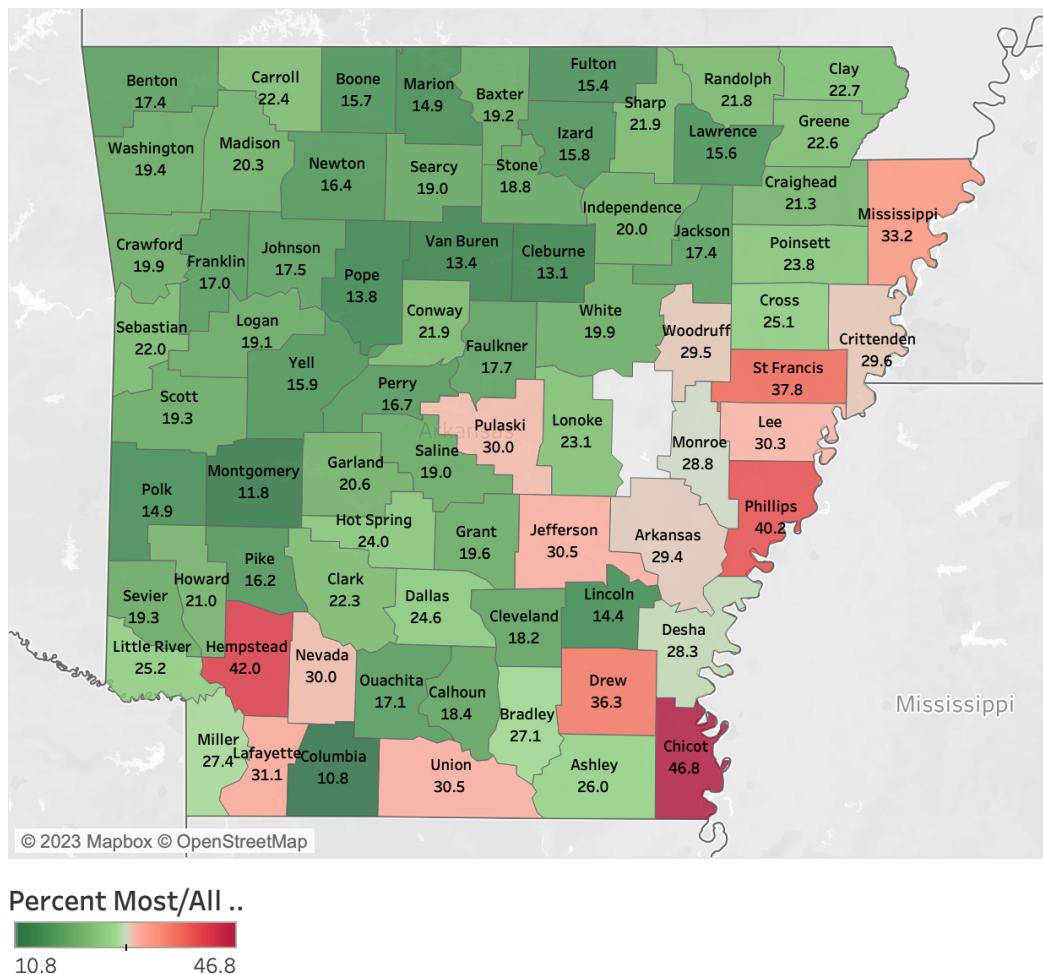 Benton
17.4
Carroll
22.4
Boone
15.7
Marion
14.9
Baxter
19.2
Fulton
15.4
Sharp
21.9
Randolph
21.8
Clay
22.7
Greene
22.6
Lawrence
15.6
Izard
15.8
Washington
19.4
Madison
20.3
Newton
16.4
Searcy
19.0
Stone
18.8
Independence
20.0
Jackson
17.4
Craighead
21.3
Mississippi
33.2
Poinsett
23.8
Crawford
19.9
Franklin
17.0
Johnson
17.5
Pope
13.8
Van Buren
13.4
Cleburne
13.1
Sebastian
22.0
Logan
19.1
Conway
21.9
White
19.9
Woodruff
29.5
Cross
25.1
Crittenden
29.6
Faulkner
17.7
Yell
15.9
Scott
19.3
Perry
16.7
St Francis
37.8
Pulaski
30.0
Arkansas
Lonoke
23.1
Lee
30.3
Monroe
28.8
Saline
19.0
Garland
20.6
Montgomery
11.8
Polk
14.9
Phillips
40.2
Hot Spring
24.0
Grant
19.6
Jefferson
30.5
Arkansas
29.4
Pike
16.2
Howard
21.0
Sevier
19.3
Clark
22.3
Dallas
24.6
Cleveland
18.2
Lincoln
14.4
Desha
28.3
Little River
25.2
Hempstead
42.0
Nevada
30.0
Ouachita
17.1
Calhoun
18.4
Drew
36.3
Bradley
27.1
Mississippi
Miller
27.4
Lafayette
31.1
Columbia
10.8
Union
30.5
Ashley
26.0
Chicot
46.8
© 2023 Mapbox © OpenStreetMap
Percent Most/All ..
10.8 46.8